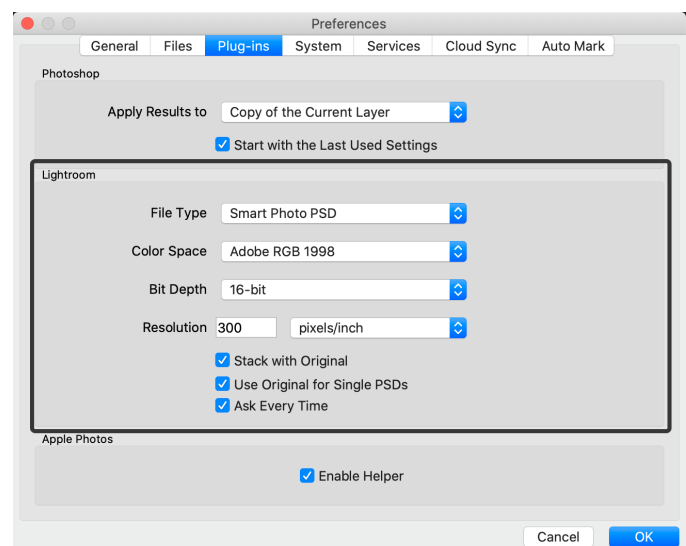 Preferences
General Files Plug-ins System Services Cloud Sync Auto Mark
Photoshop
Apply Results to Copy of the Current Layer
Start with the Last Used Settings
Lightroom
File Type Smart Photo PSD
Color Space Adobe RGB 1998
Bit Depth 16-bit
Resolution 300 pixels/inch
Stack with Original
Use Original for Single PSDs
Ask Every Time
Apple Photos
Enable Helper
Cancel OK